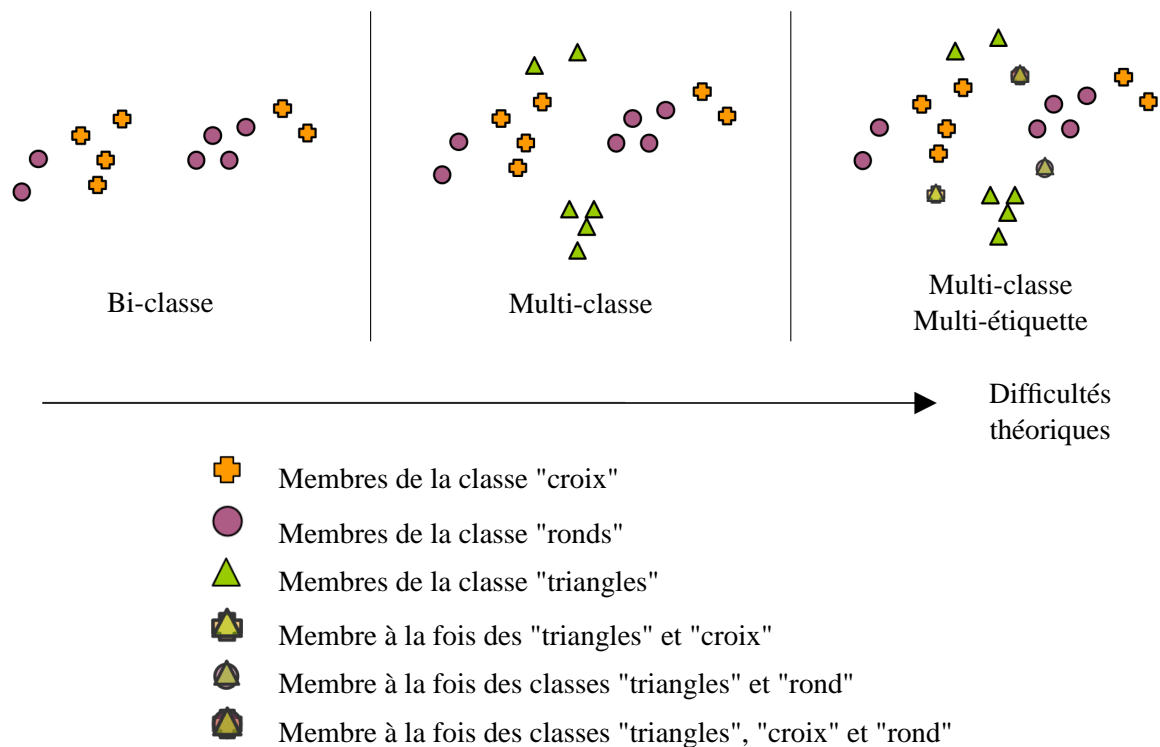 Bi-classe
Multi-classe
Multi-classe
Multi-étiquette
Difficultés
théoriques
Membres de la classe "croix"
Membres de la classe "ronds"
Membres de la classe "triangles"
Membre à la fois des "triangles" et "croix"
Membre à la fois des classes "triangles" et "rond"
Membre à la fois des classes "triangles", "croix" et "rond"